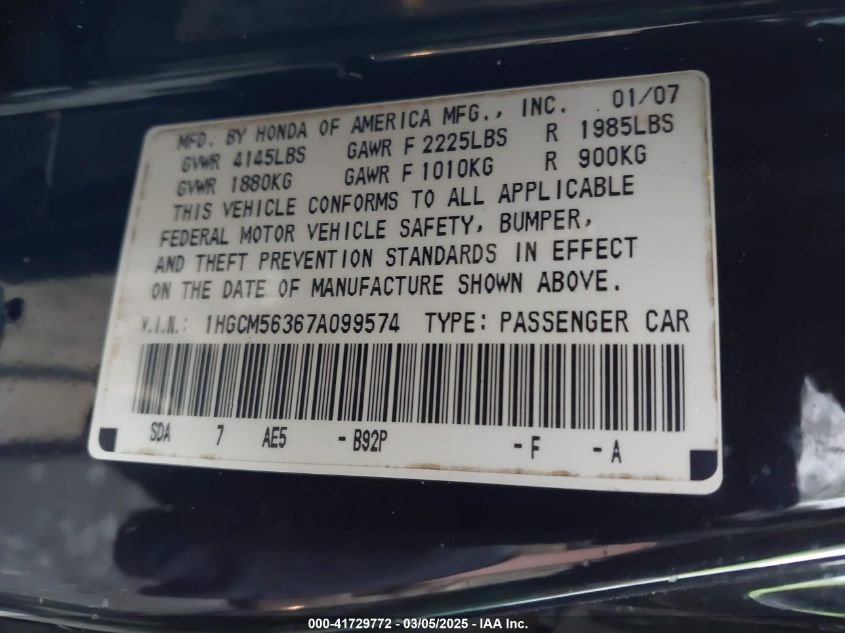 MFD. BY HONDA OF AMERICA MFG., INC. 01/07
GVWR 4145LBS GAWR F 2225LBS R 1985LBS
GVWR 1880KG GAWR F 1010KG R 900KG
THIS VEHICLE CONFORMS TO ALL APPLICABLE
FEDERAL MOTOR VEHICLE SAFETY, BUMPER,
AND THEFT PREVENTION STANDARDS IN EFFECT
ON THE DATE OF MANUFACTURE SHOWN ABOVE.
V.I.N.: 1HGCM56367A099574 TYPE: PASSENGER CAR
SDA 7 AE5 -B92P -F -A
000-41729772 — 03/05/2025 — IAA Inc.